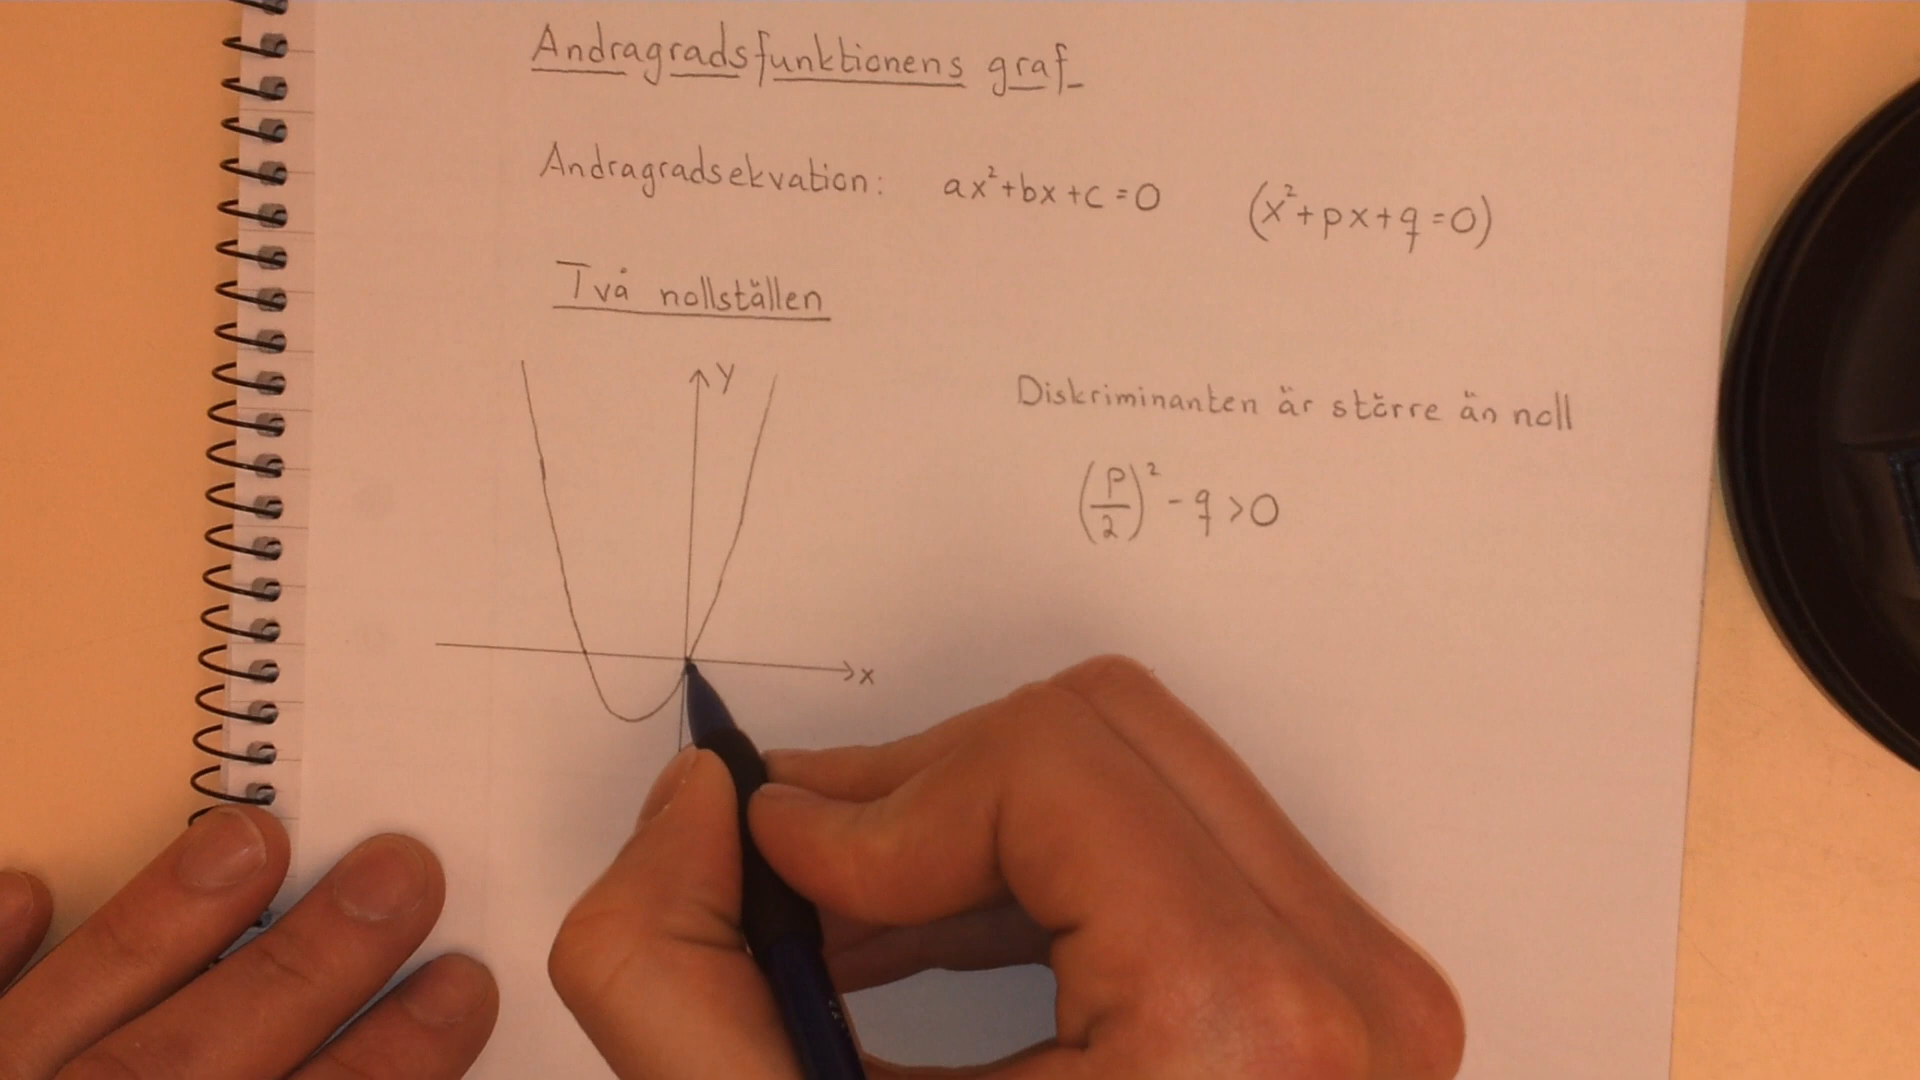 Andragradsfunktionens graf
Andragradsekvation: ax²+bx+c=0 (x²+px+q=0)
Två nollställen
y
Diskriminanten är större än noll
(p/2)² - q > 0
x